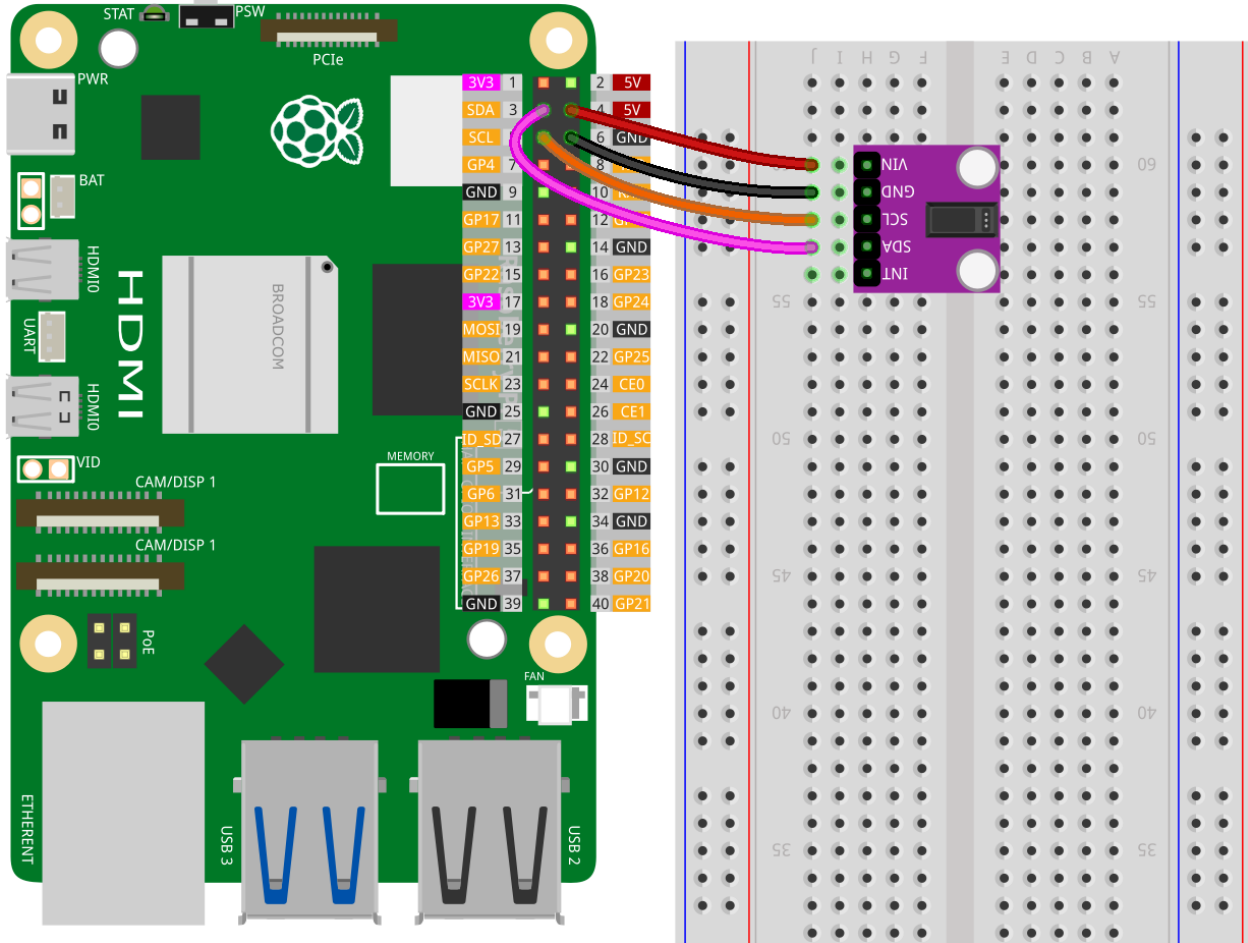 STAT
PSW
PCIe
PWR
BAT
HDMI0
UART
HDMI0
HDMI
BROADCOM
VID
CAM/DISP 1
CAM/DISP 1
MEMORY
PoE
FAN
ETHERENT
USB 3
USB 2
3V3 1 2 5V
SDA 3 4 5V
SCL 5 6 GND
GP4 7 8
GND 9 10
GP17 11 12
GP27 13 14 GND
GP22 15 16 GP23
3V3 17 18 GP24
MOSI 19 20 GND
MISO 21 22 GP25
SCLK 23 24 CE0
GND 25 26 CE1
ID_SD 27 28 ID_SC
GP5 29 30 GND
GP6 31 32 GP12
GP13 33 34 GND
GP19 35 36 GP16
GP26 37 38 GP20
GND 39 40 GP21
J I H G F E D C B A
60
VIN
GND
SCL
SDA
INT
55 55
50 50
45 45
40 40
35 35